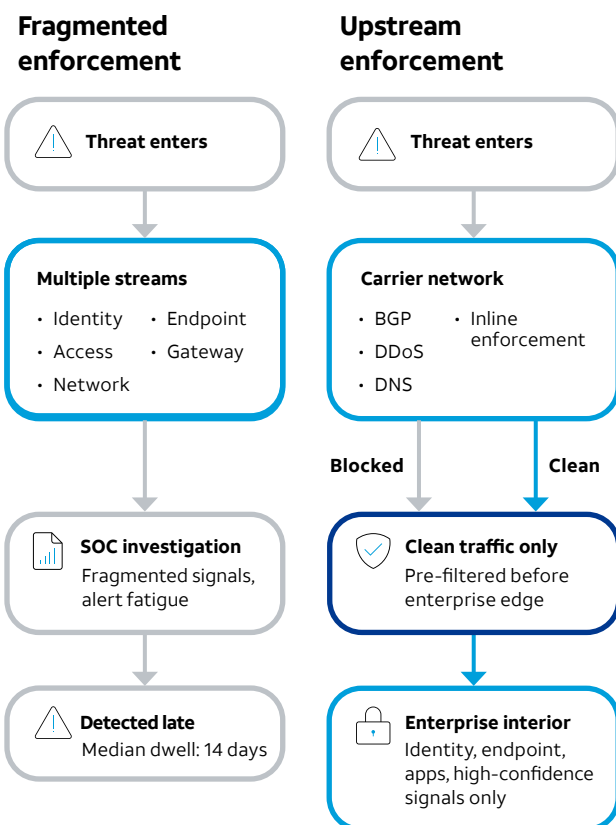 Fragmented
enforcement
Threat enters
Multiple streams
· Identity
· Access
· Network
· Endpoint
· Gateway
SOC investigation
Fragmented signals,
alert fatigue
Detected late
Median dwell: 14 days
Upstream
enforcement
Threat enters
Carrier network
· BGP
· DDoS
· DNS
· Inline
enforcement
Blocked
Clean
Clean traffic only
Pre-filtered before
enterprise edge
Enterprise interior
Identity, endpoint,
apps, high-confidence
signals only